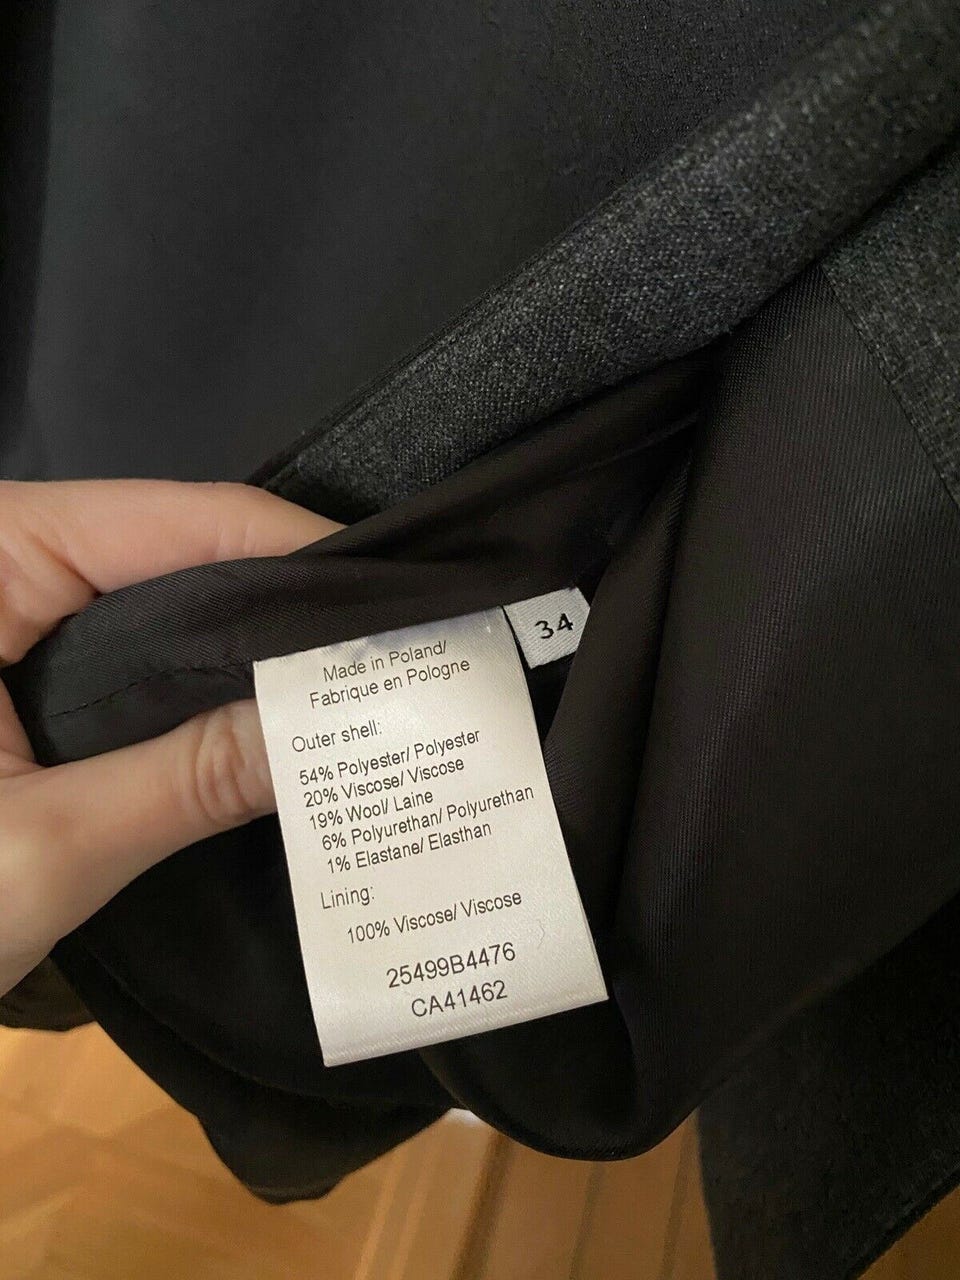 34
Made in Poland/
Fabrique en Pologne
Outer shell:
54% Polyester/ Polyester
20% Viscose/ Viscose
19% Wool/ Laine
6% Polyurethan/ Polyurethan
1% Elastane/ Elasthan
Lining:
100% Viscose/ Viscose
25499B4476
CA41462